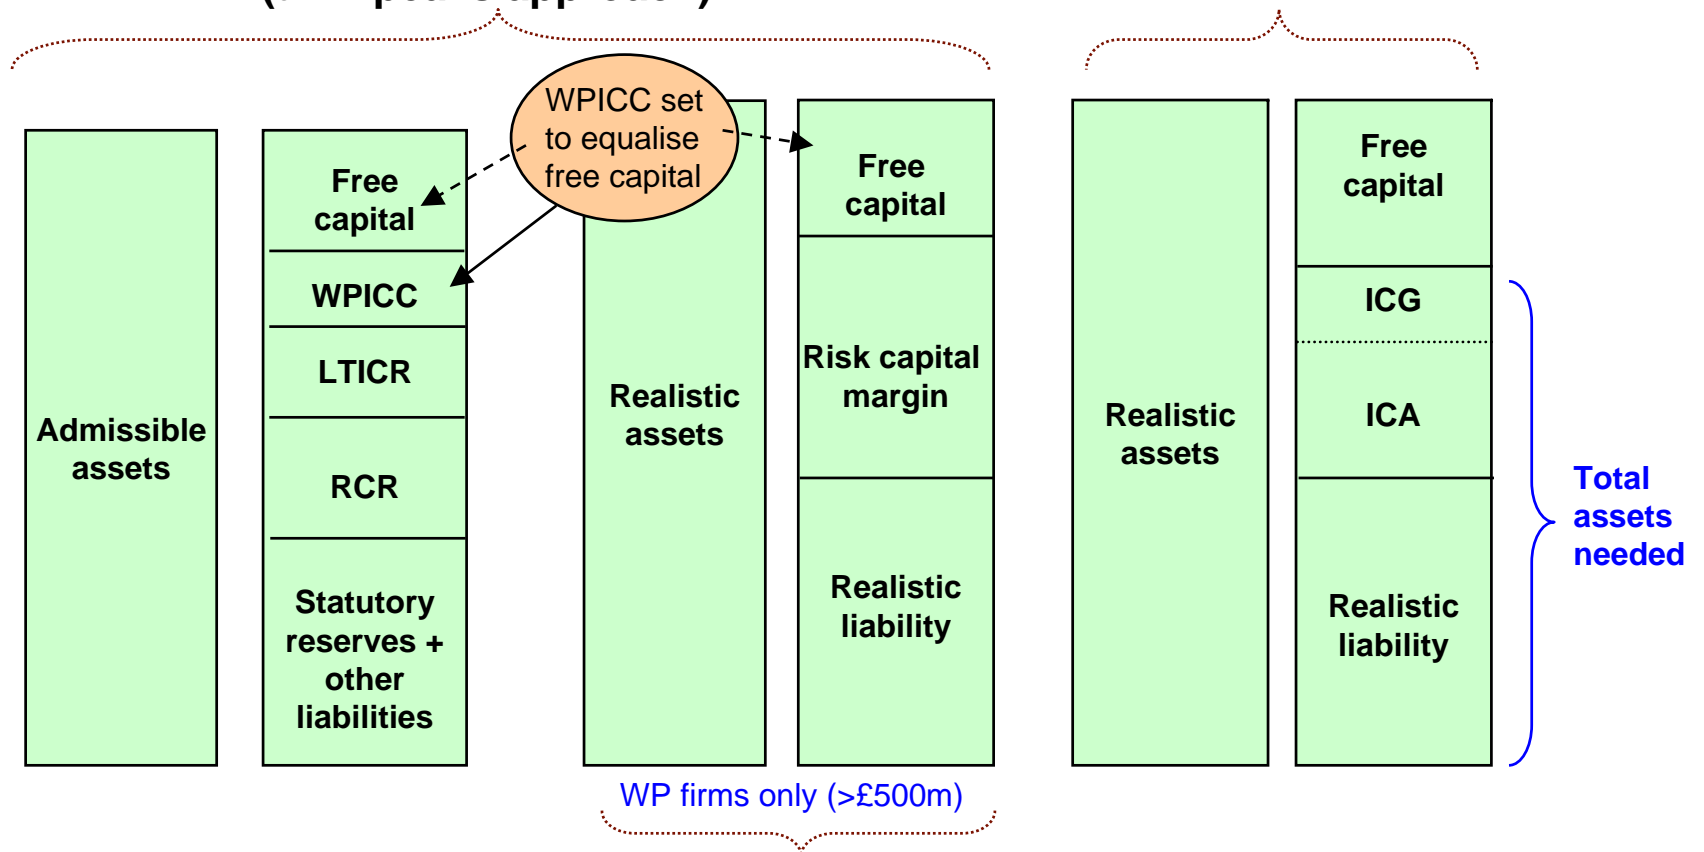 WPICC set
to equalise
free capital
Admissible
assets
Free
capital
WPICC
LTICR
RCR
Statutory
reserves +
other
liabilities
Realistic
assets
Free
capital
Risk capital
margin
Realistic
liability
WP firms only (>£500m)
Realistic
assets
Free
capital
ICG
ICA
Realistic
liability
Total
assets
needed